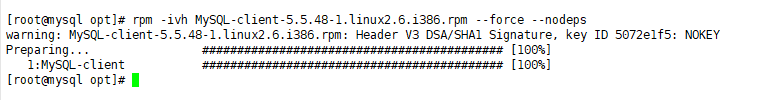 [root@mysql opt]# rpm -ivh MySQL-client-5.5.48-1.linux2.6.i386.rpm --force --nodeps
warning: MySQL-client-5.5.48-1.linux2.6.i386.rpm: Header V3 DSA/SHA1 Signature, key ID 5072e1f5: NOKEY
Preparing... ########################################### [100%]
1:MySQL-client ########################################### [100%]
[root@mysql opt]#